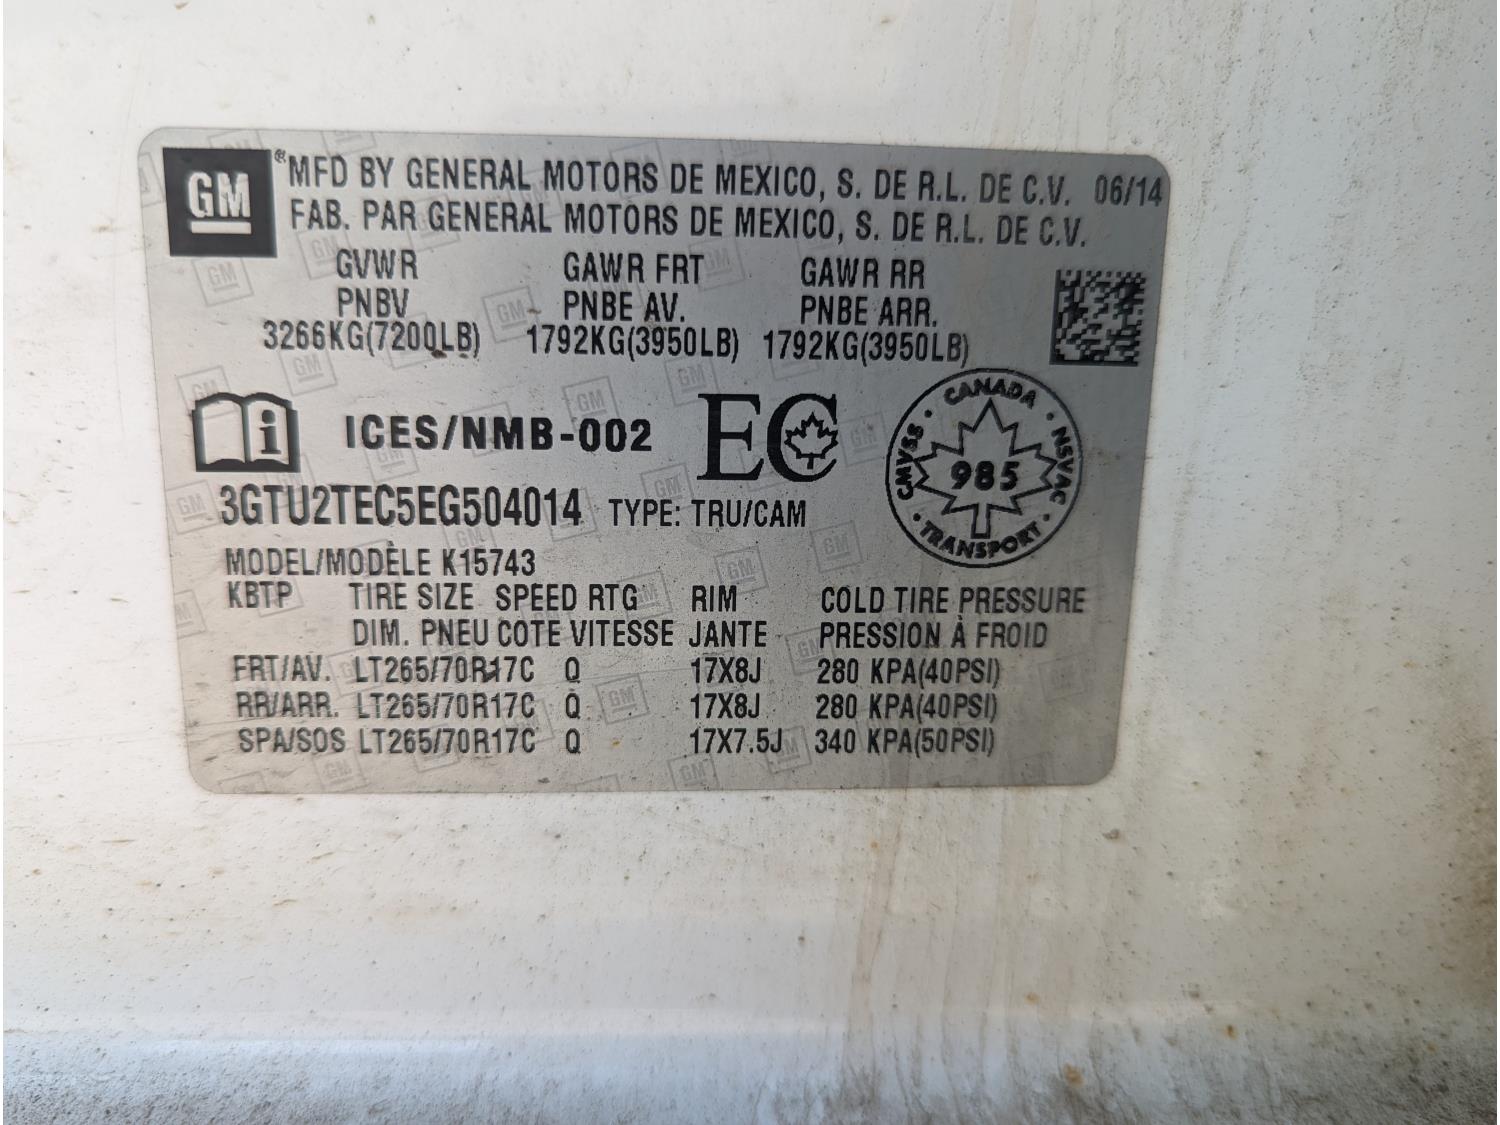 GM
®MFD BY GENERAL MOTORS DE MEXICO, S. DE R.L. DE C.V. 06/14
FAB. PAR GENERAL MOTORS DE MEXICO, S. DE R.L. DE C.V.
GVWR GAWR FRT GAWR RR
PNBV PNBE AV. PNBE ARR.
3266KG(7200LB) 1792KG(3950LB) 1792KG(3950LB)
i ICES/NMB-002 EC
CANADA
CMVSS 985 NSVAC
TRANSPORT
3GTU2TEC5EG504014 TYPE: TRU/CAM
MODEL/MODÈLE K15743
KBTP TIRE SIZE SPEED RTG RIM COLD TIRE PRESSURE
DIM. PNEU COTE VITESSE JANTE PRESSION À FROID
FRT/AV. LT265/70R17C Q 17X8J 280 KPA(40PSI)
RR/ARR. LT265/70R17C Q 17X8J 280 KPA(40PSI)
SPA/SOS LT265/70R17C Q 17X7.5J 340 KPA(50PSI)